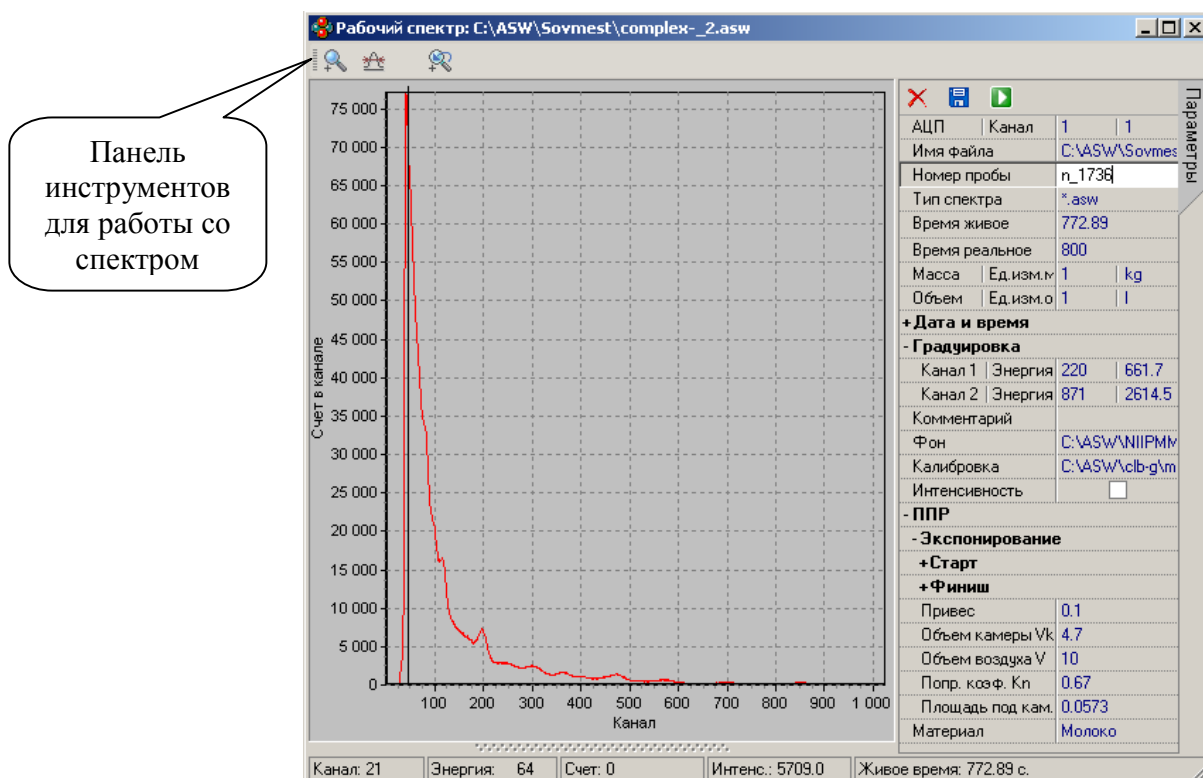 Рабочий спектр: C:\ASW\Sovmest\complex-_2.asw
Панель
инструментов
для работы со
спектром
75 000
70 000
65 000
60 000
55 000
50 000
45 000
40 000
35 000
30 000
25 000
20 000
15 000
10 000
5 000
0
Счет в канале
100 200 300 400 500 600 700 800 900 1 000
Канал
Параметры
АЦП Канал 1 1
Имя файла C:\ASW\Sovmes
Номер пробы n_1736
Тип спектра *.asw
Время живое 772.89
Время реальное 800
Масса Ед.изм.м 1 kg
Объем Ед.изм.о 1 l
+Дата и время
-Градуировка
Канал 1 Энергия 220 661.7
Канал 2 Энергия 871 2614.5
Комментарий
Фон C:\ASW\NIIPMM
Калибровка C:\ASW\clb-g\m
Интенсивность
-ППР
-Экспонирование
+Старт
+Финиш
Привес 0.1
Объем камеры Vk 4.7
Объем воздуха V 10
Попр. коэф. Kn 0.67
Площадь под кам. 0.0573
Материал Молоко
Канал: 21 Энергия: 64 Счет: 0 Интенс.: 5709.0 Живое время: 772.89 с.